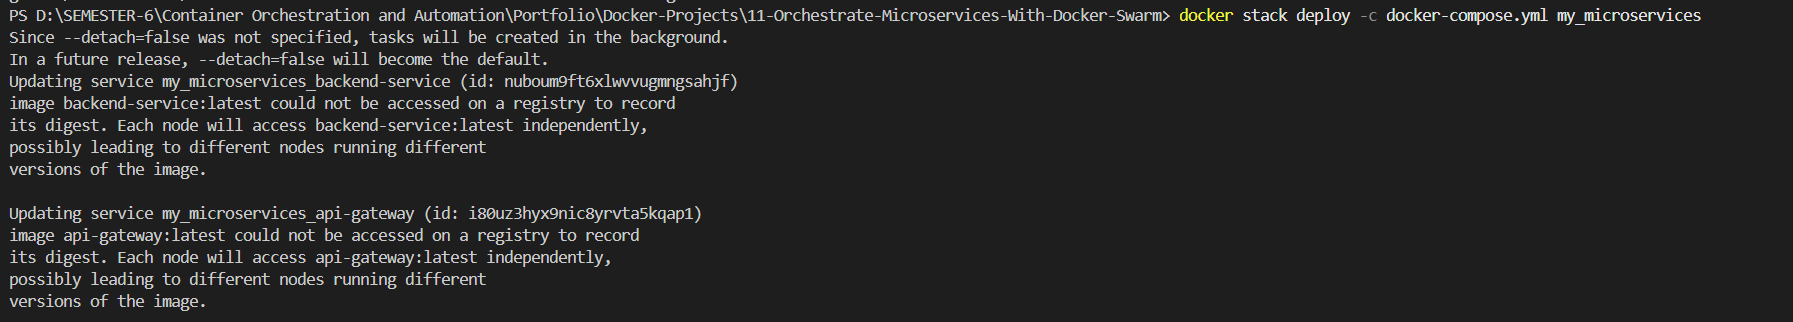 PS D:\SEMESTER-6\Container Orchestration and Automation\Portfolio\Docker-Projects\11-Orchestrate-Microservices-With-Docker-Swarm> docker stack deploy -c docker-compose.yml my_microservices
Since --detach=false was not specified, tasks will be created in the background.
In a future release, --detach=false will become the default.
Updating service my_microservices_backend-service (id: nuboum9ft6xlwvvugmngsahjf)
image backend-service:latest could not be accessed on a registry to record
its digest. Each node will access backend-service:latest independently,
possibly leading to different nodes running different
versions of the image.
Updating service my_microservices_api-gateway (id: i80uz3hyx9nic8yrvta5kqap1)
image api-gateway:latest could not be accessed on a registry to record
its digest. Each node will access api-gateway:latest independently,
possibly leading to different nodes running different
versions of the image.